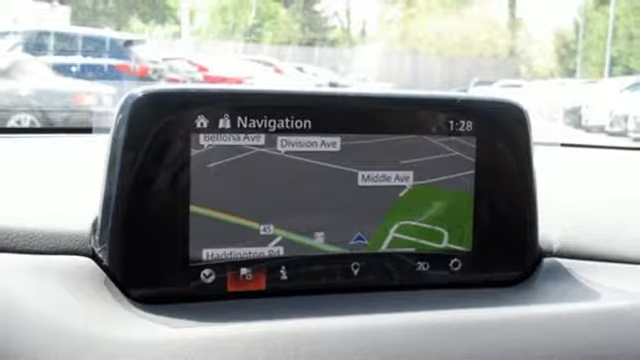 Navigation
1:28
Bellona Ave
Division Ave
Middle Ave
45
Haddington Rd
2D